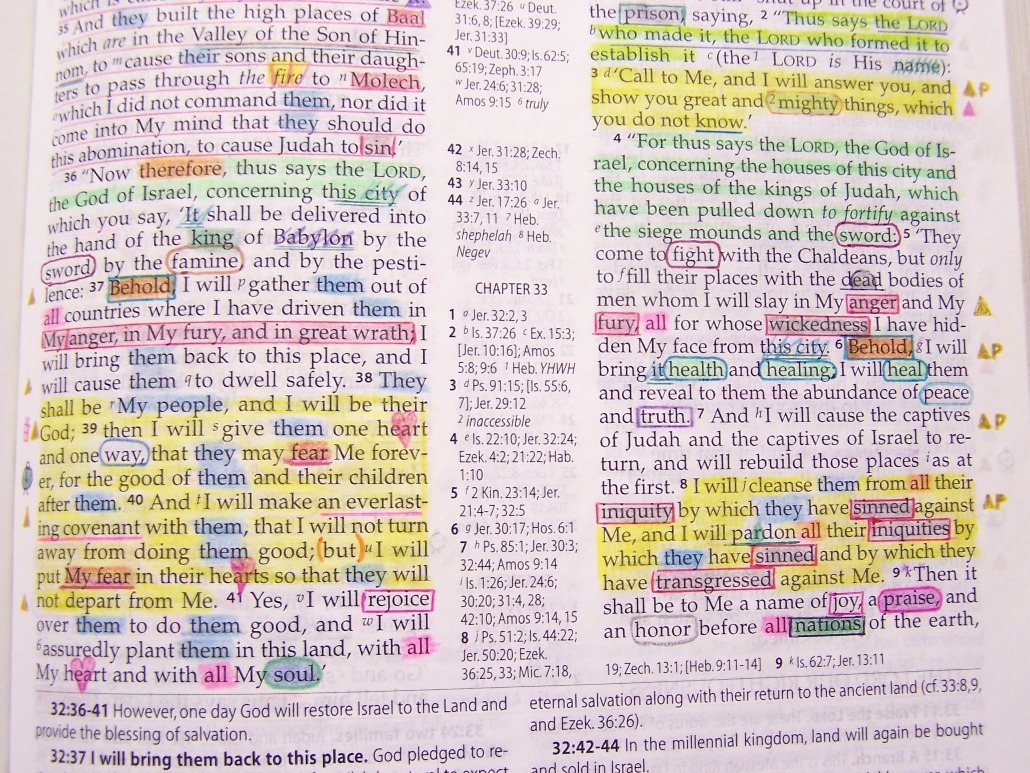 35 And they built the high places of Baal
which are in the Valley of the Son of Hin-
nom, to m cause their sons and their daugh-
ters to pass through the fire to n Molech,
which I did not command them, nor did it
come into My mind that they should do
this abomination, to cause Judah to sin.'
36 "Now therefore, thus says the LORD,
the God of Israel, concerning this city of
which you say, 'It shall be delivered into
the hand of the king of Babylon by the
sword, by the famine, and by the pesti-
lence: 37 Behold, I will p gather them out of
all countries where I have driven them in
My anger, in My fury, and in great wrath; I
will bring them back to this place, and I
will cause them q to dwell safely. 38 They
shall be r My people, and I will be their
God; 39 then I will s give them one heart
and one way, that they may fear Me forev-
er, for the good of them and their children
after them. 40 And t I will make an everlast-
ing covenant with them, that I will not turn
away from doing them good; but u I will
put My fear in their hearts so that they will
not depart from Me. 41 Yes, v I will rejoice
over them to do them good, and w I will
6 assuredly plant them in this land, with all
My heart and with all My soul.'
Ezek. 37:26 u Deut.
31:6, 8; [Ezek. 39:29;
Jer. 31:33]
41 v Deut. 30:9; Is. 62:5;
65:19; Zeph. 3:17
w Jer. 24:6; 31:28;
Amos 9:15 6 truly
42 x Jer. 31:28; Zech.
8:14, 15
43 y Jer. 33:10
44 z Jer. 17:26 a Jer.
33:7, 11 7 Heb.
shephelah 8 Heb.
Negev
CHAPTER 33
1 a Jer. 32:2, 3
2 b Is. 37:26 c Ex. 15:3;
[Jer. 10:16]; Amos
5:8; 9:6 1 Heb. YHWH
3 d Ps. 91:15; [Is. 55:6,
7]; Jer. 29:12
2 inaccessible
4 e Is. 22:10; Jer. 32:24;
Ezek. 4:2; 21:22; Hab.
1:10
5 f 2 Kin. 23:14; Jer.
21:4-7; 32:5
6 g Jer. 30:17; Hos. 6:1
7 h Ps. 85:1; Jer. 30:3;
32:44; Amos 9:14
i Is. 1:26; Jer. 24:6;
30:20; 31:4, 28;
42:10; Amos 9:14, 15
8 j Ps. 51:2; Is. 44:22;
Jer. 50:20; Ezek.
36:25, 33; Mic. 7:18,
the prison, saying, 2 "Thus says the LORD
b who made it, the LORD who formed it to
establish it c (the 1 LORD is His name):
3 d 'Call to Me, and I will answer you, and
show you great and 2 mighty things, which
you do not know.'
4 "For thus says the LORD, the God of Is-
rael, concerning the houses of this city and
the houses of the kings of Judah, which
have been pulled down to fortify against
e the siege mounds and the sword: 5 'They
come to fight with the Chaldeans, but only
to f fill their places with the dead bodies of
men whom I will slay in My anger and My
fury, all for whose wickedness I have hid-
den My face from this city. 6 Behold, g I will
bring it health and healing; I will heal them
and reveal to them the abundance of peace
and truth. 7 And h I will cause the captives
of Judah and the captives of Israel to re-
turn, and will rebuild those places i as at
the first. 8 I will j cleanse them from all their
iniquity by which they have sinned against
Me, and I will pardon all their iniquities by
which they have sinned and by which they
have transgressed against Me. 9 k Then it
shall be to Me a name of joy, a praise, and
an honor before all nations of the earth,
19; Zech. 13:1; [Heb. 9:11-14] 9 k Is. 62:7; Jer. 13:11
AP
AP
AP
AP
32:36-41 However, one day God will restore Israel to the Land and
provide the blessing of salvation.
32:37 I will bring them back to this place. God pledged to re-
eternal salvation along with their return to the ancient land (cf. 33:8,9,
and Ezek. 36:26).
32:42-44 In the millennial kingdom, land will again be bought
and sold in Israel.